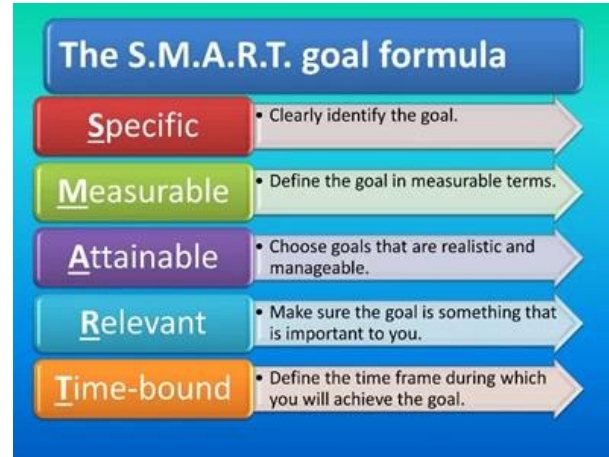 The S.M.A.R.T. goal formula
Specific
• Clearly identify the goal.
Measurable
• Define the goal in measurable terms.
Attainable
• Choose goals that are realistic and
manageable.
Relevant
• Make sure the goal is something that
is important to you.
Time-bound
• Define the time frame during which
you will achieve the goal.